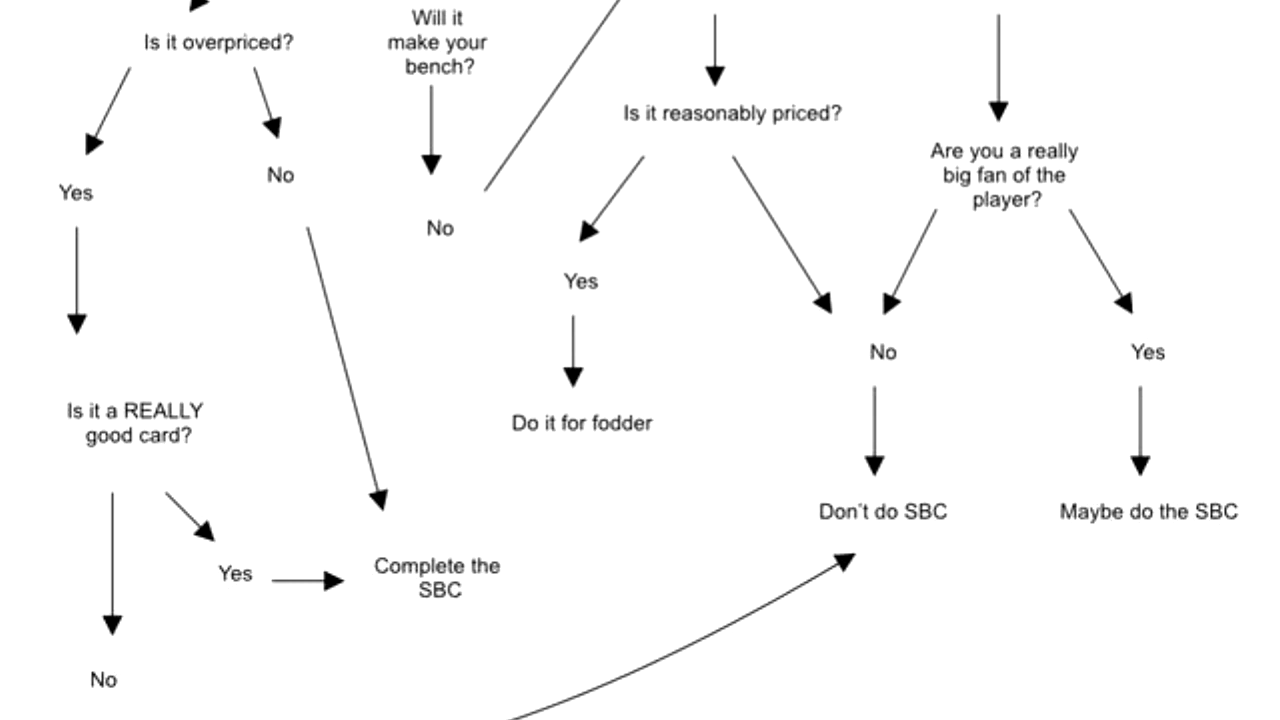 Will it
make your
bench?
Is it overpriced?
Is it reasonably priced?
Are you a really
big fan of the
player?
No
Yes
No
Yes
No
Yes
Is it a REALLY
good card?
Do it for fodder
Don't do SBC
Maybe do the SBC
Yes
Complete the
SBC
No